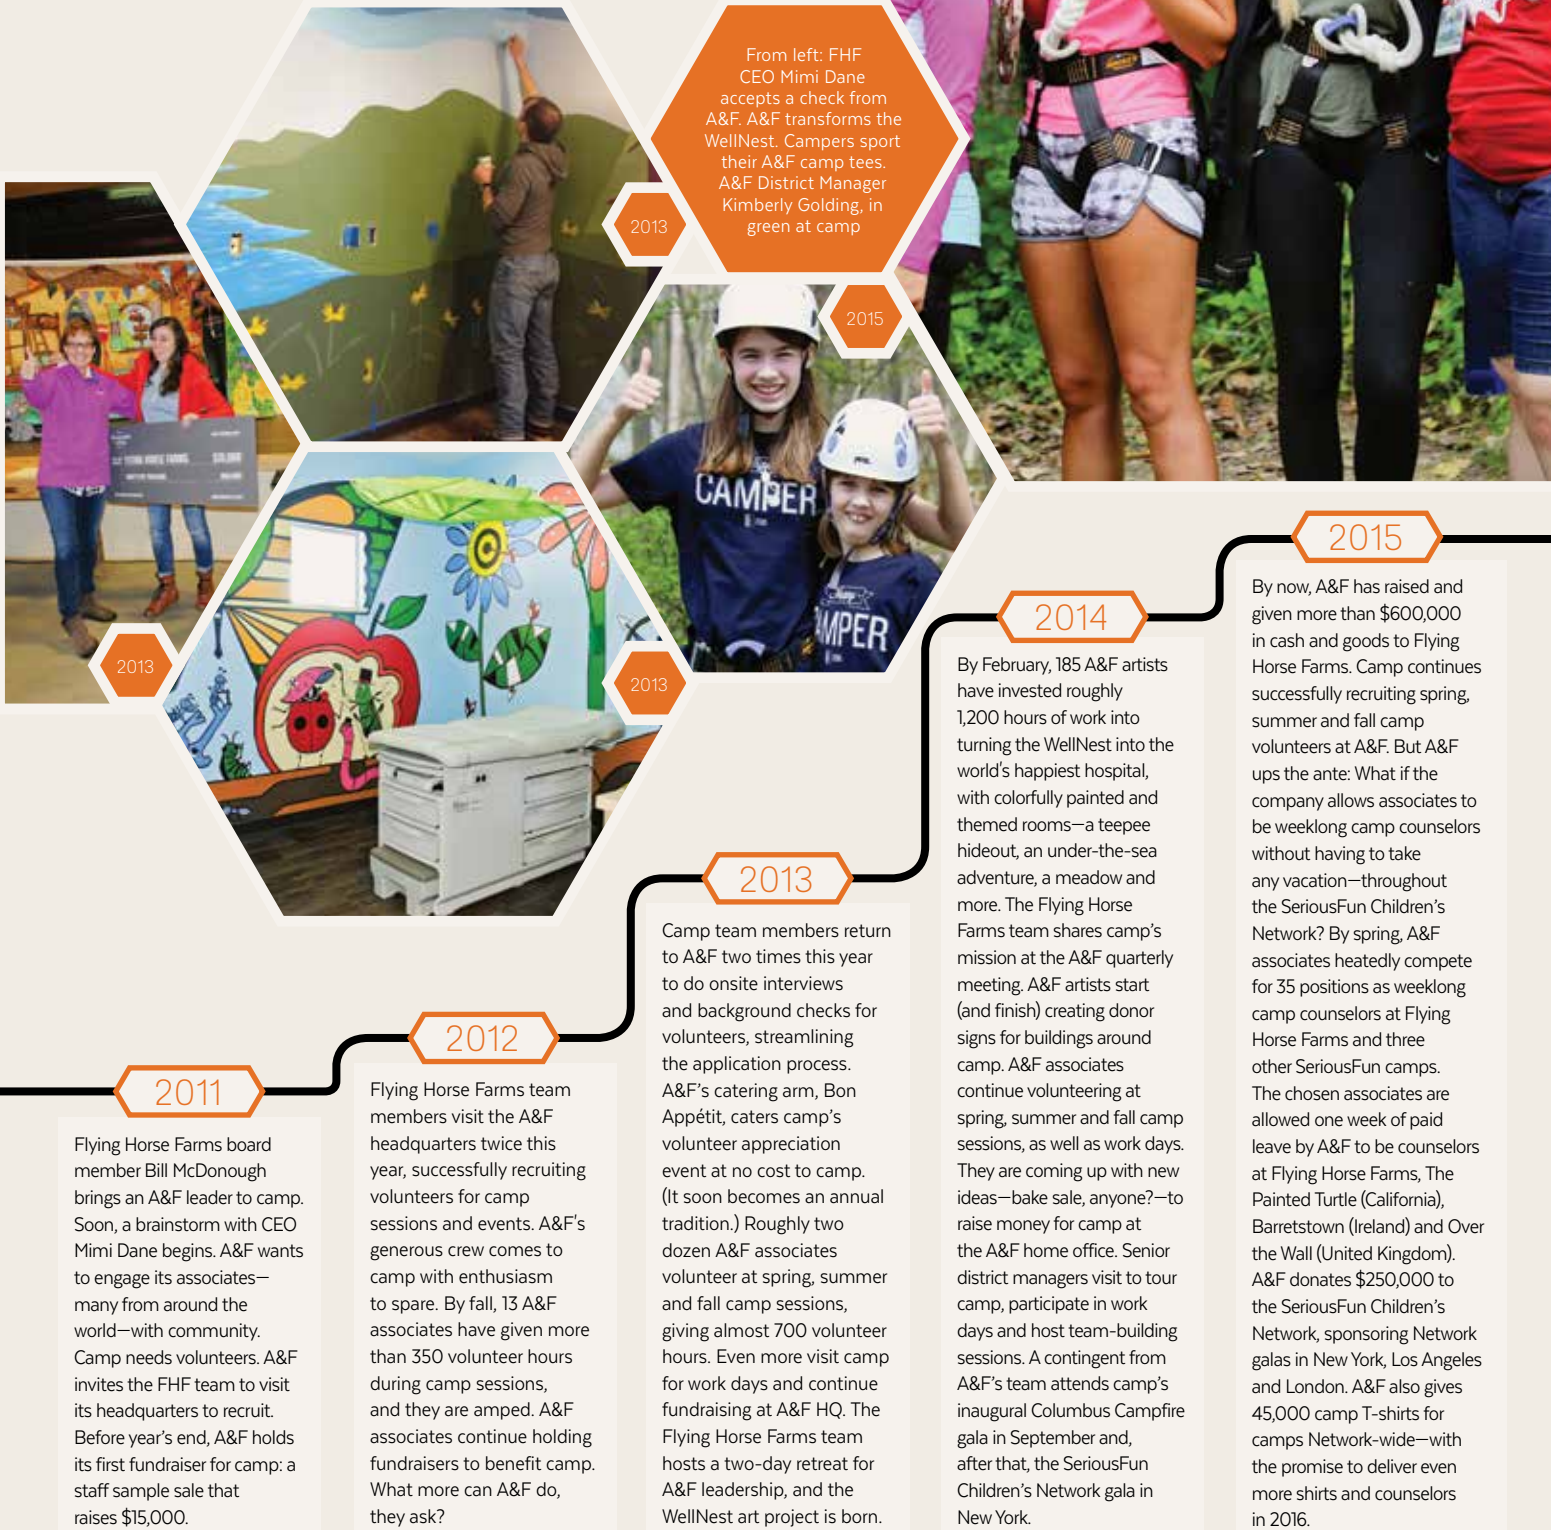 From left: FHF
CEO Mimi Dane
accepts a check from
A&F. A&F transforms the
WellNest. Campers sport
their A&F camp tees.
A&F District Manager
Kimberly Golding, in
green at camp
2013
2015
FLYING HORSE FARMS
CAMPER
2013
2013
2011
Flying Horse Farms board
member Bill McDonough
brings an A&F leader to camp.
Soon, a brainstorm with CEO
Mimi Dane begins. A&F wants
to engage its associates—
many from around the
world—with community.
Camp needs volunteers. A&F
invites the FHF team to visit
its headquarters to recruit.
Before year's end, A&F holds
its first fundraiser for camp: a
staff sample sale that
raises $15,000.
2012
Flying Horse Farms team
members visit the A&F
headquarters twice this
year, successfully recruiting
volunteers for camp
sessions and events. A&F's
generous crew comes to
camp with enthusiasm
to spare. By fall, 13 A&F
associates have given more
than 350 volunteer hours
during camp sessions,
and they are amped. A&F
associates continue holding
fundraisers to benefit camp.
What more can A&F do,
they ask?
2013
Camp team members return
to A&F two times this year
to do onsite interviews
and background checks for
volunteers, streamlining
the application process.
A&F's catering arm, Bon
Appétit, caters camp's
volunteer appreciation
event at no cost to camp.
(It soon becomes an annual
tradition.) Roughly two
dozen A&F associates
volunteer at spring, summer
and fall camp sessions,
giving almost 700 volunteer
hours. Even more visit camp
for work days and continue
fundraising at A&F HQ. The
Flying Horse Farms team
hosts a two-day retreat for
A&F leadership, and the
WellNest art project is born.
2014
By February, 185 A&F artists
have invested roughly
1,200 hours of work into
turning the WellNest into the
world's happiest hospital,
with colorfully painted and
themed rooms—a teepee
hideout, an under-the-sea
adventure, a meadow and
more. The Flying Horse
Farms team shares camp's
mission at the A&F quarterly
meeting. A&F artists start
(and finish) creating donor
signs for buildings around
camp. A&F associates
continue volunteering at
spring, summer and fall camp
sessions, as well as work days.
They are coming up with new
ideas—bake sale, anyone?—to
raise money for camp at
the A&F home office. Senior
district managers visit to tour
camp, participate in work
days and host team-building
sessions. A contingent from
A&F's team attends camp's
inaugural Columbus Campfire
gala in September and,
after that, the SeriousFun
Children's Network gala in
New York.
2015
By now, A&F has raised and
given more than $600,000
in cash and goods to Flying
Horse Farms. Camp continues
successfully recruiting spring,
summer and fall camp
volunteers at A&F. But A&F
ups the ante: What if the
company allows associates to
be weeklong camp counselors
without having to take
any vacation—throughout
the SeriousFun Children's
Network? By spring, A&F
associates heatedly compete
for 35 positions as weeklong
camp counselors at Flying
Horse Farms and three
other SeriousFun camps.
The chosen associates are
allowed one week of paid
leave by A&F to be counselors
at Flying Horse Farms, The
Painted Turtle (California),
Barretstown (Ireland) and Over
the Wall (United Kingdom).
A&F donates $250,000 to
the SeriousFun Children's
Network, sponsoring Network
galas in New York, Los Angeles
and London. A&F also gives
45,000 camp T-shirts for
camps Network-wide—with
the promise to deliver even
more shirts and counselors
in 2016.